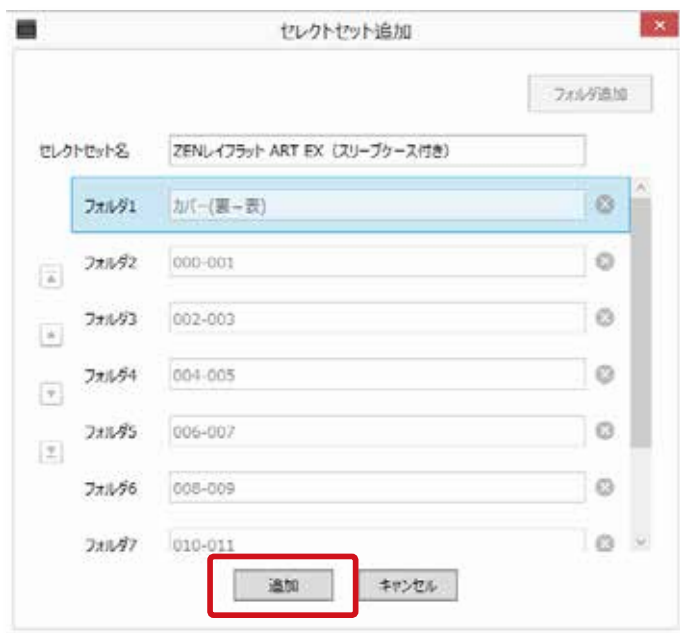 セレクトセット追加
フォルダ追加
セレクトセット名 ZENレイフラット ART EX（スリーブケース付き）
フォルダ1 カバー(裏−表)
フォルダ2 000-001
フォルダ3 002-003
フォルダ4 004-005
フォルダ5 006-007
フォルダ6 008-009
フォルダ7 010-011
追加 キャンセル